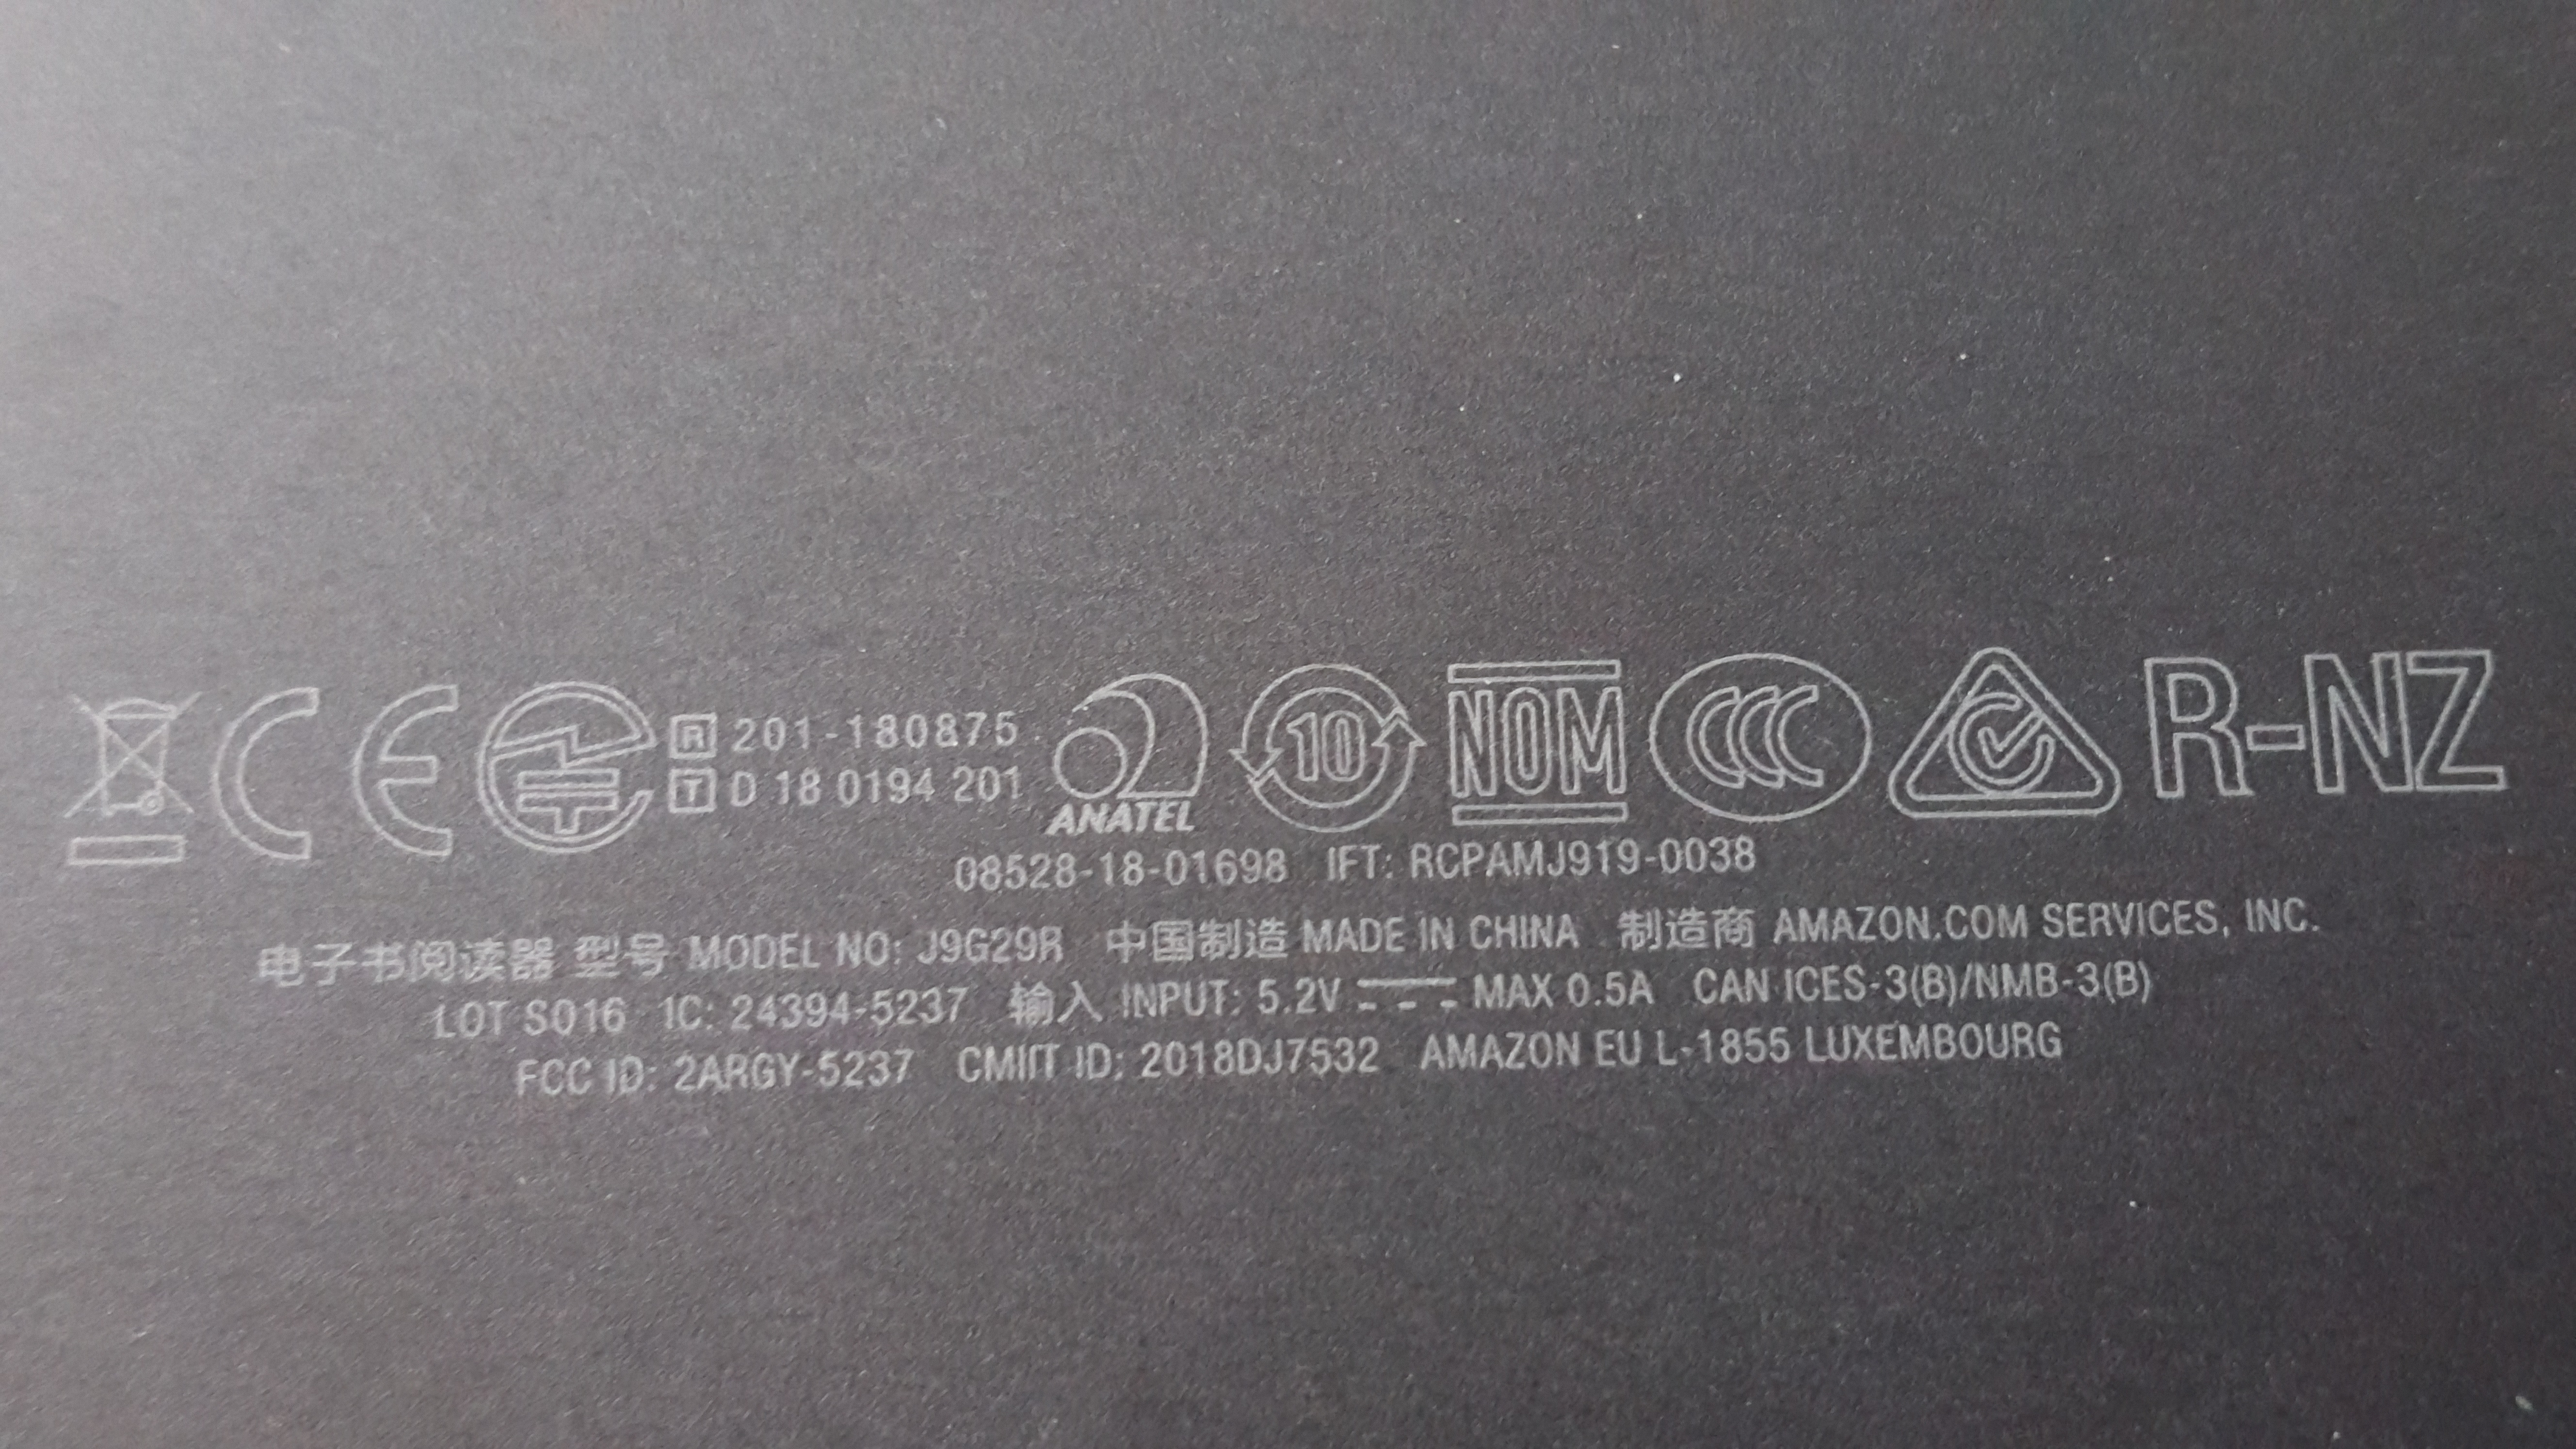 CE R 201-180875 ANATEL 10 NOM CCC R-NZ
T D 18 0194 201
08528-18-01698 IFT: RCPAMJ919-0038
电子书阅读器 型号 MODEL NO: J9G29R 中国制造 MADE IN CHINA 制造商 AMAZON.COM SERVICES, INC.
LOT S016 1C: 24394-5237 输入 INPUT: 5.2V MAX 0.5A CAN ICES-3(B)/NMB-3(B)
FCC ID: 2ARGY-5237 CMIIT ID: 2018DJ7532 AMAZON EU L-1855 LUXEMBOURG